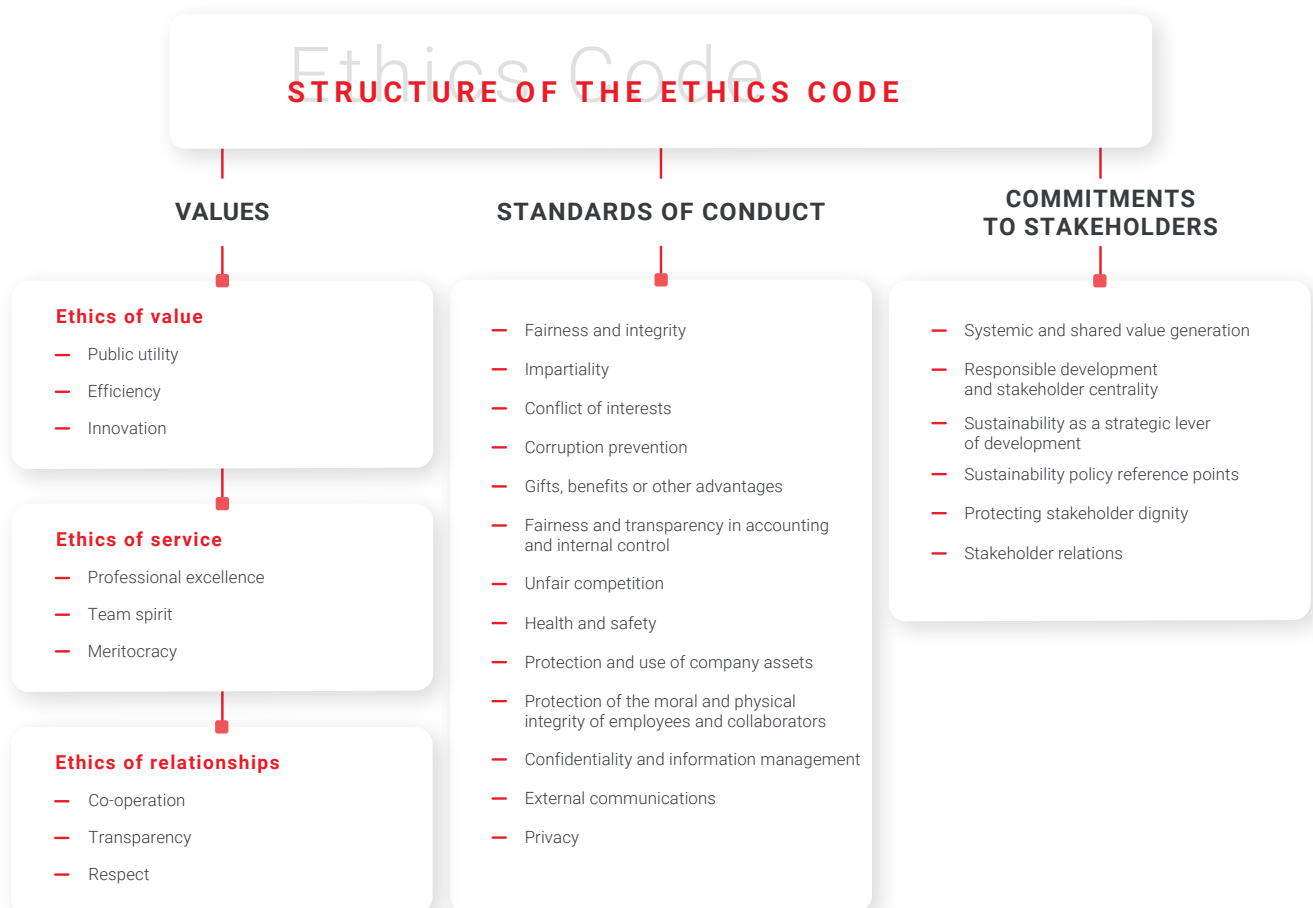 Ethics Code
STRUCTURE OF THE ETHICS CODE
VALUES
Ethics of value
— Public utility
— Efficiency
— Innovation
Ethics of service
— Professional excellence
— Team spirit
— Meritocracy
Ethics of relationships
— Co-operation
— Transparency
— Respect
STANDARDS OF CONDUCT
— Fairness and integrity
— Impartiality
— Conflict of interests
— Corruption prevention
— Gifts, benefits or other advantages
— Fairness and transparency in accounting
and internal control
— Unfair competition
— Health and safety
— Protection and use of company assets
— Protection of the moral and physical
integrity of employees and collaborators
— Confidentiality and information management
— External communications
— Privacy
COMMITMENTS
TO STAKEHOLDERS
— Systemic and shared value generation
— Responsible development
and stakeholder centrality
— Sustainability as a strategic lever
of development
— Sustainability policy reference points
— Protecting stakeholder dignity
— Stakeholder relations